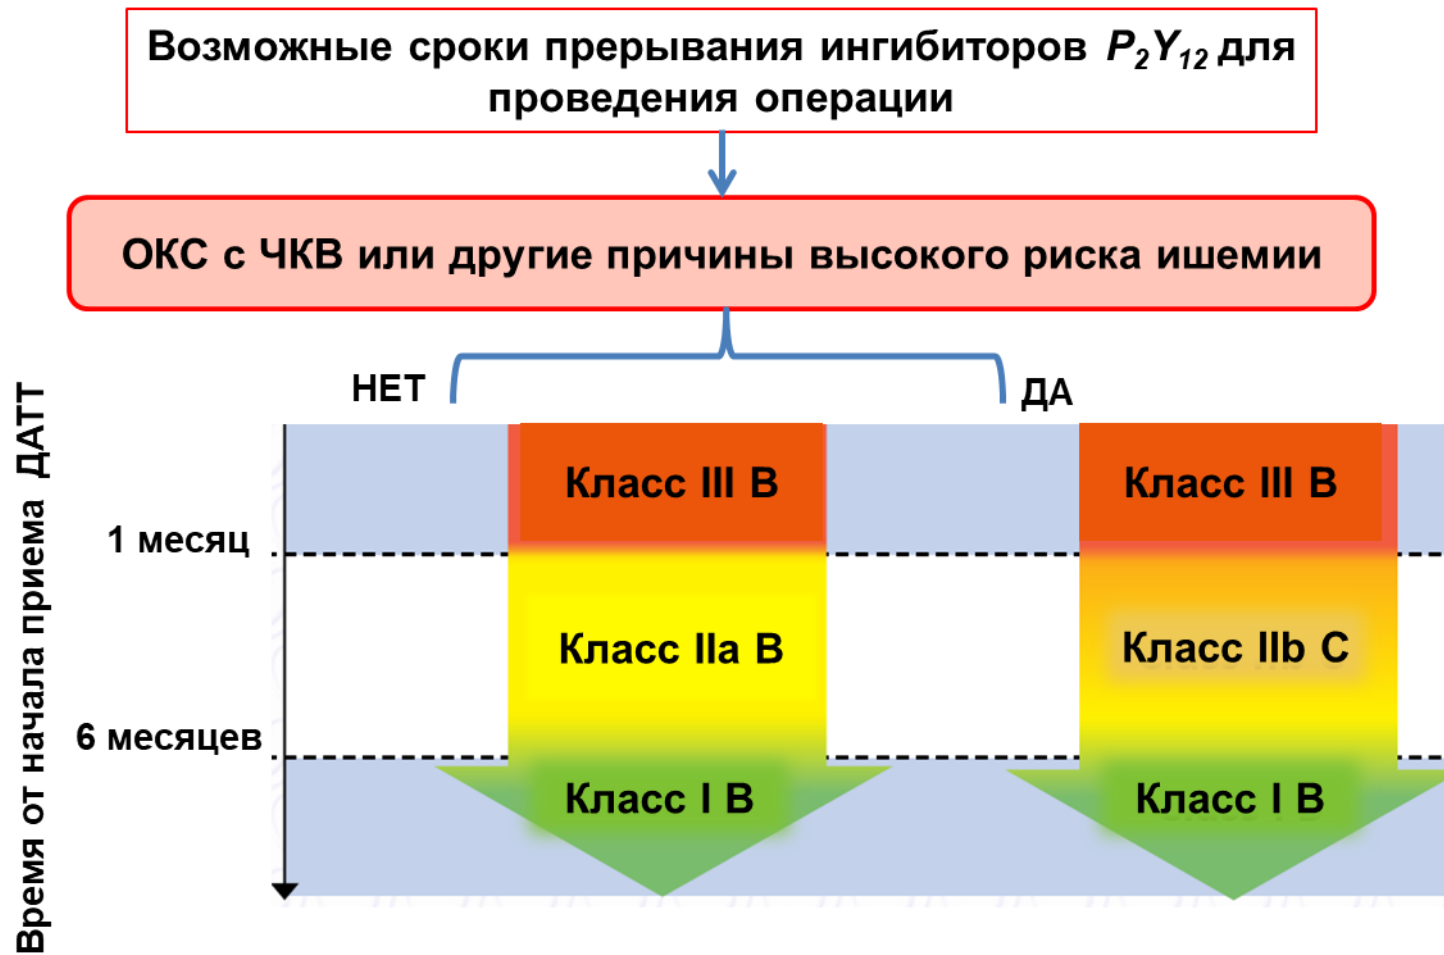 Возможные сроки прерывания ингибиторов P₂Y₁₂ для
проведения операции
ОКС с ЧКВ или другие причины высокого риска ишемии
НЕТ
ДА
Время от начала приема ДАТТ
Класс III B
Класс III B
1 месяц
Класс IIa B
Класс IIb C
6 месяцев
Класс I B
Класс I B